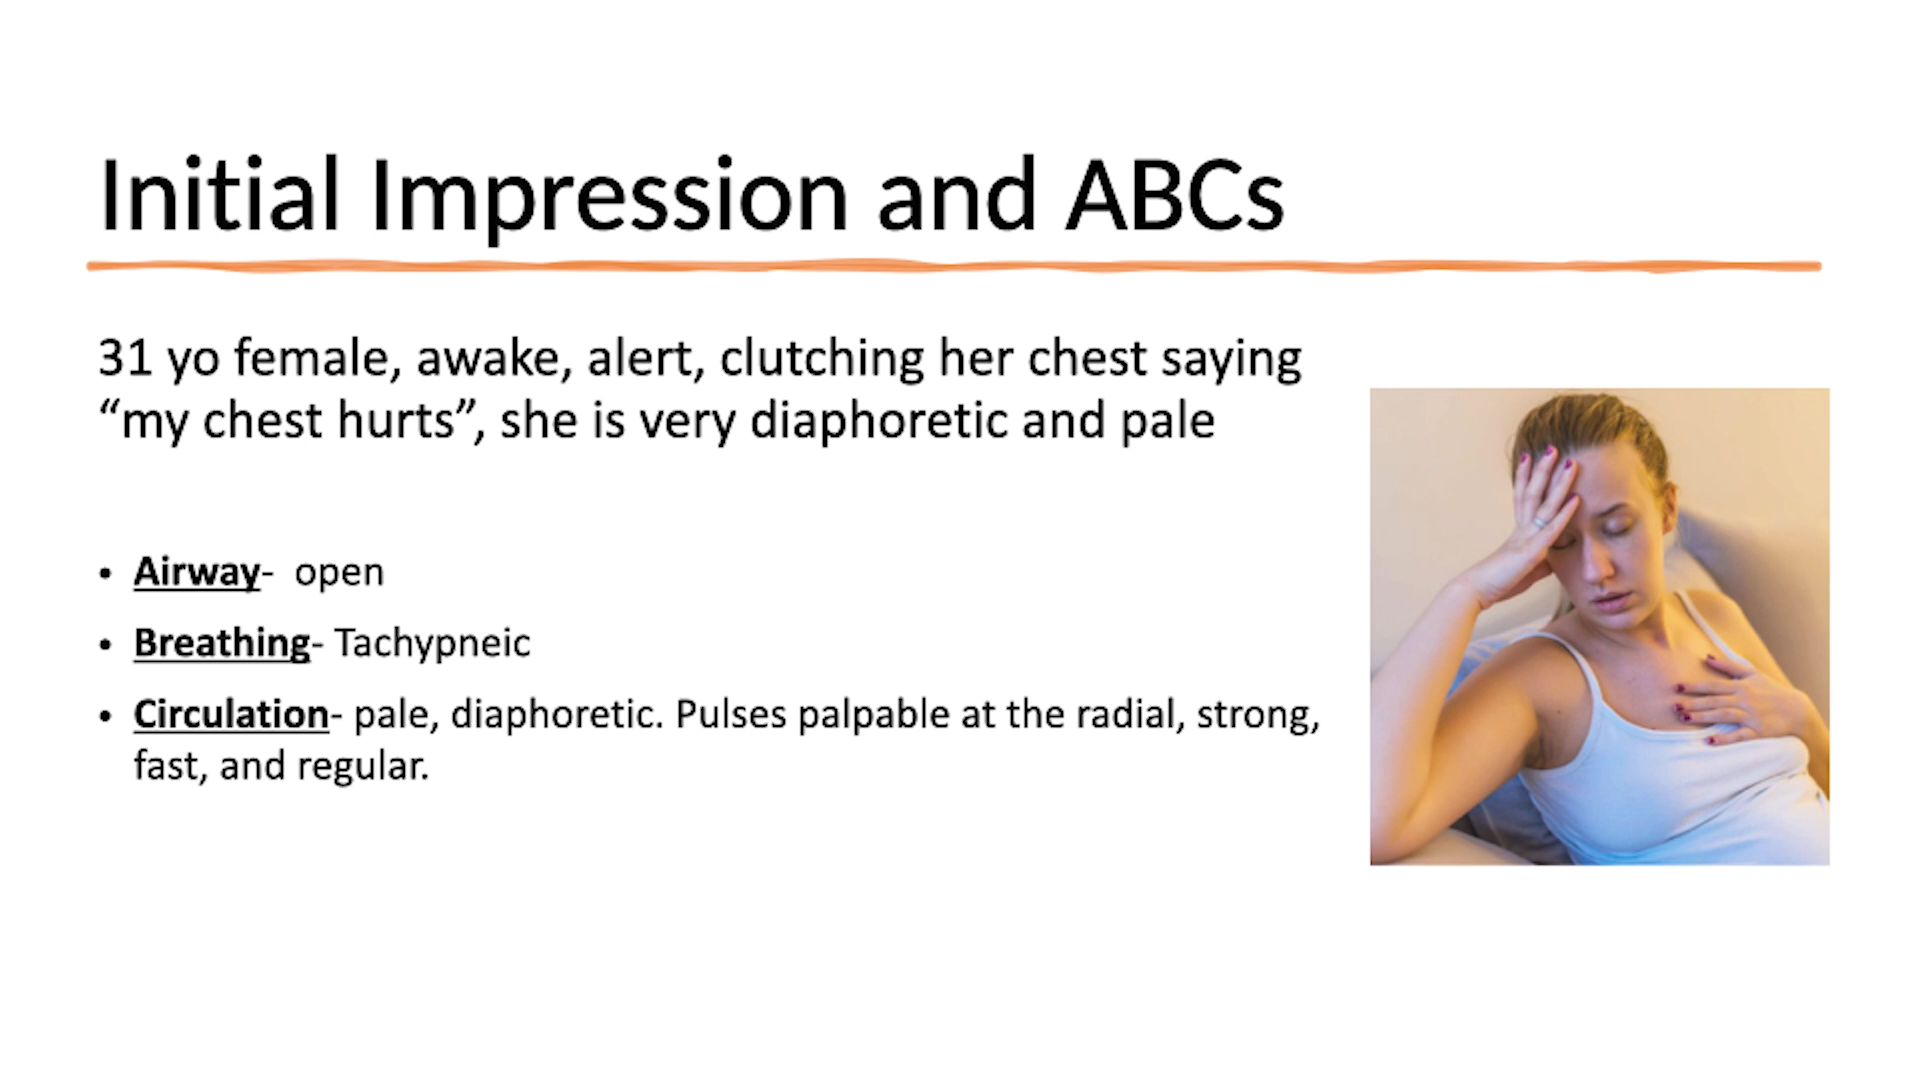 Initial Impression and ABCs
31 yo female, awake, alert, clutching her chest saying
“my chest hurts”, she is very diaphoretic and pale
• Airway-  open
• Breathing- Tachypneic
• Circulation- pale, diaphoretic. Pulses palpable at the radial, strong,
fast, and regular.